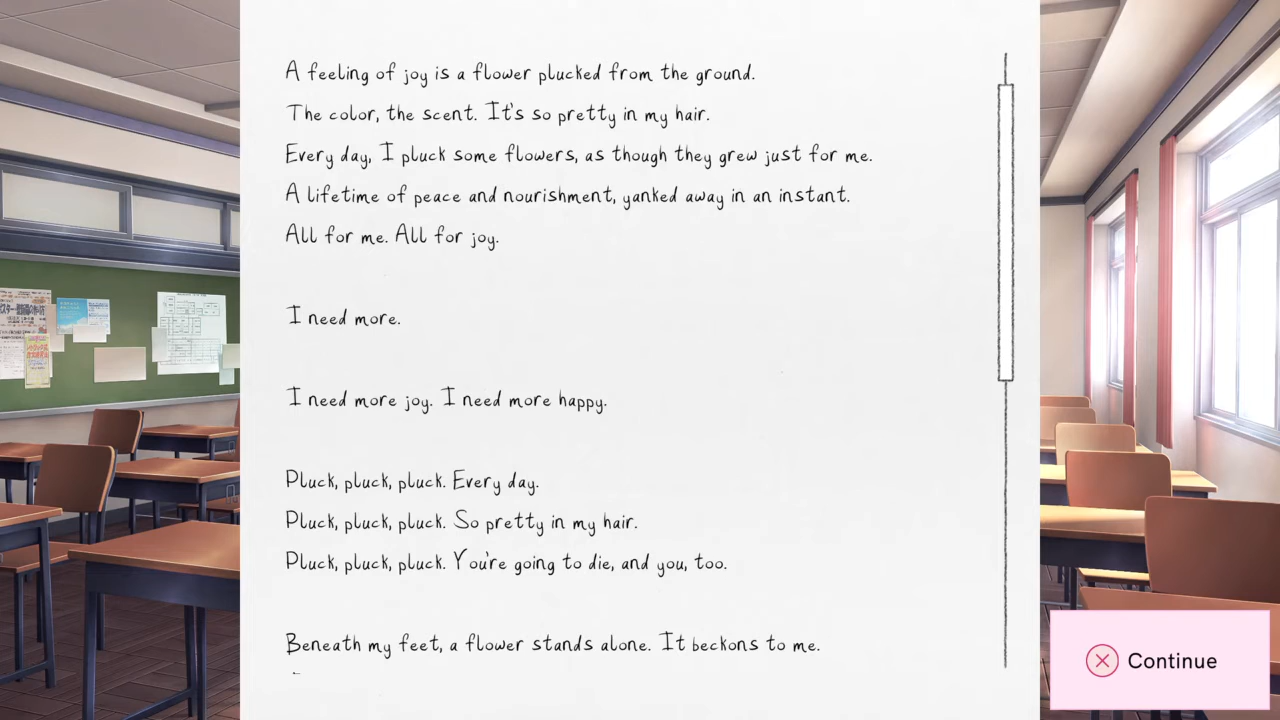 A feeling of joy is a flower plucked from the ground.
The color, the scent. It's so pretty in my hair.
Every day, I pluck some flowers, as though they grew just for me.
A lifetime of peace and nourishment, yanked away in an instant.
All for me. All for joy.
I need more.
I need more joy. I need more happy.
Pluck, pluck, pluck. Every day.
Pluck, pluck, pluck. So pretty in my hair.
Pluck, pluck, pluck. You're going to die, and you, too.
Beneath my feet, a flower stands alone. It beckons to me.
Continue